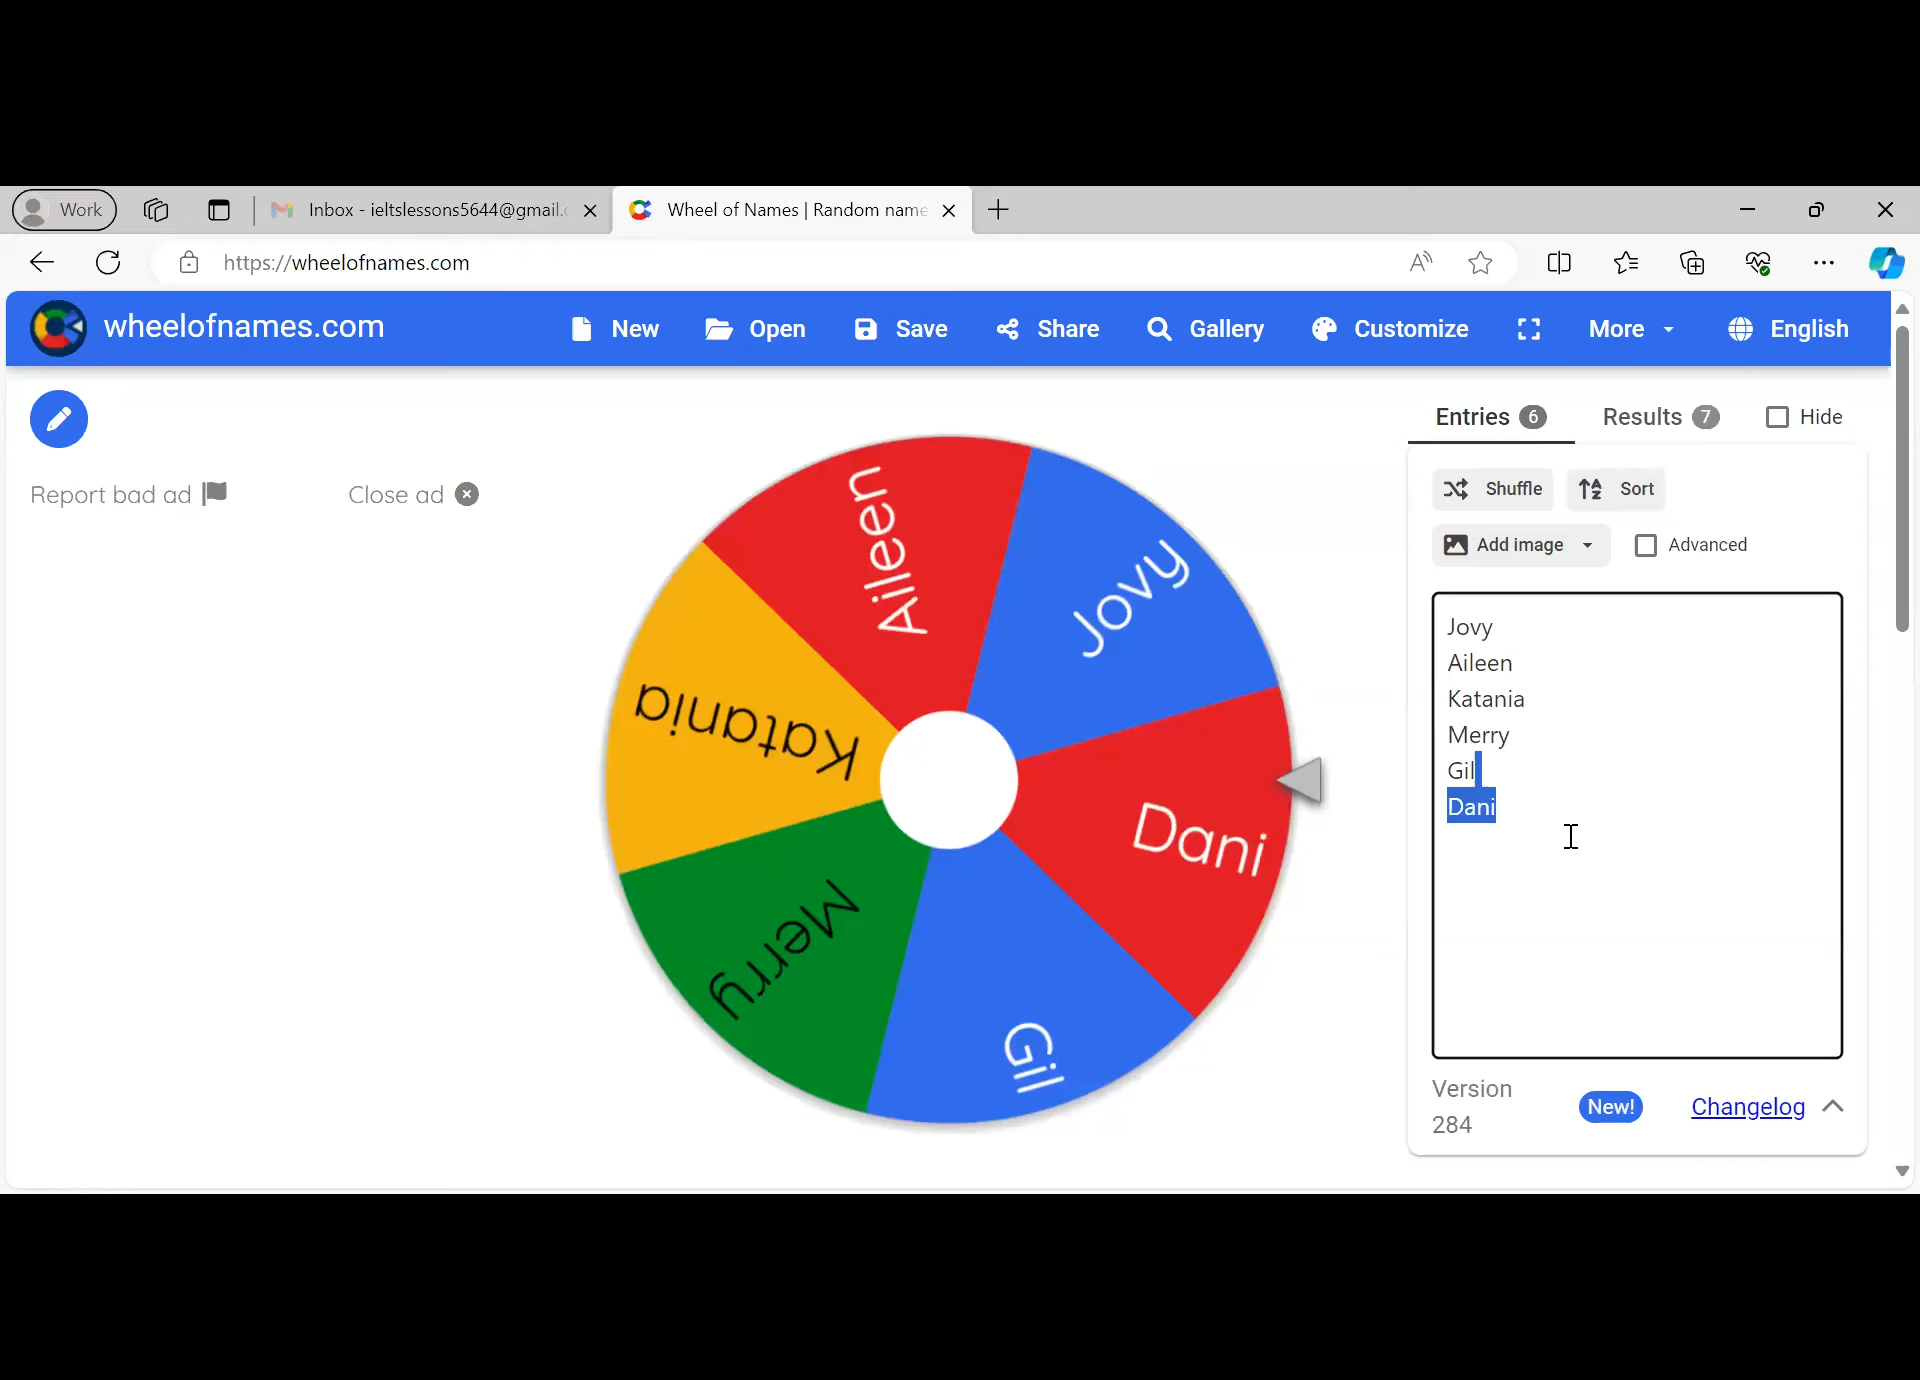 Work
Inbox - ieltslessons5644@gmail.c
Wheel of Names | Random name
https://wheelofnames.com
wheelofnames.com
New
Open
Save
Share
Gallery
Customize
More
English
Report bad ad
Close ad
Entries 6
Results 7
Hide
Shuffle
Sort
Add image
Advanced
Aileen
Jovy
Katania
Dani
Merry
Gil
Jovy
Aileen
Katania
Merry
Gil
Dani
Version
284
New!
Changelog